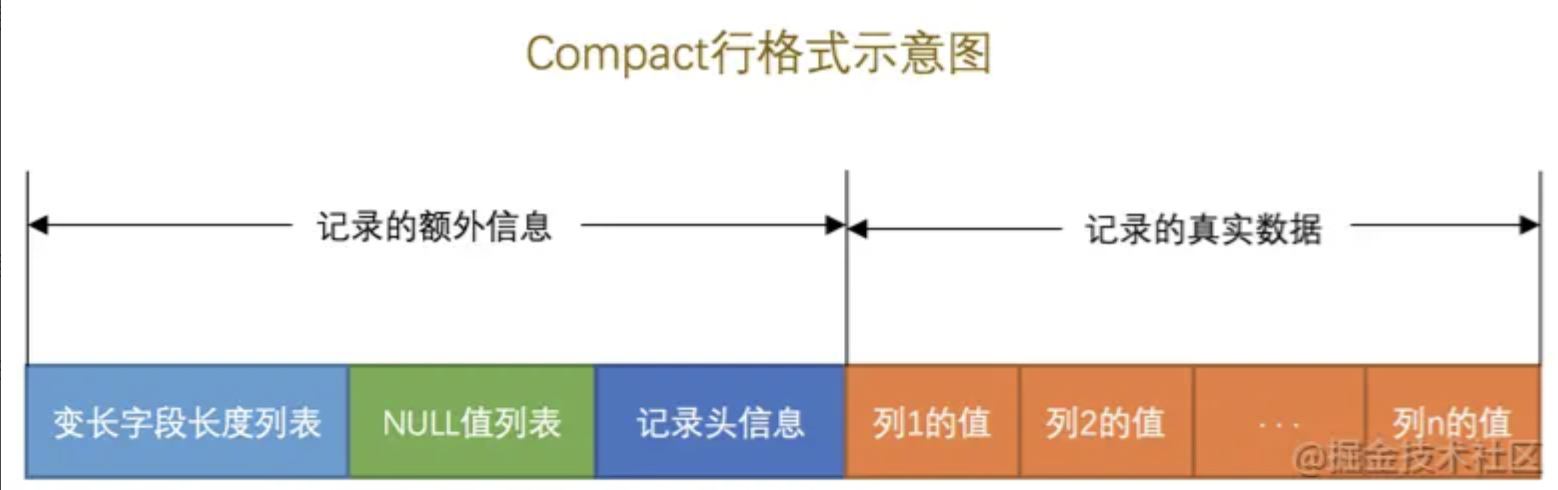 Compact行格式示意图
记录的额外信息 记录的真实数据
变长字段长度列表 NULL值列表 记录头信息 列1的值 列2的值 ··· 列n的值
@掘金技术社区